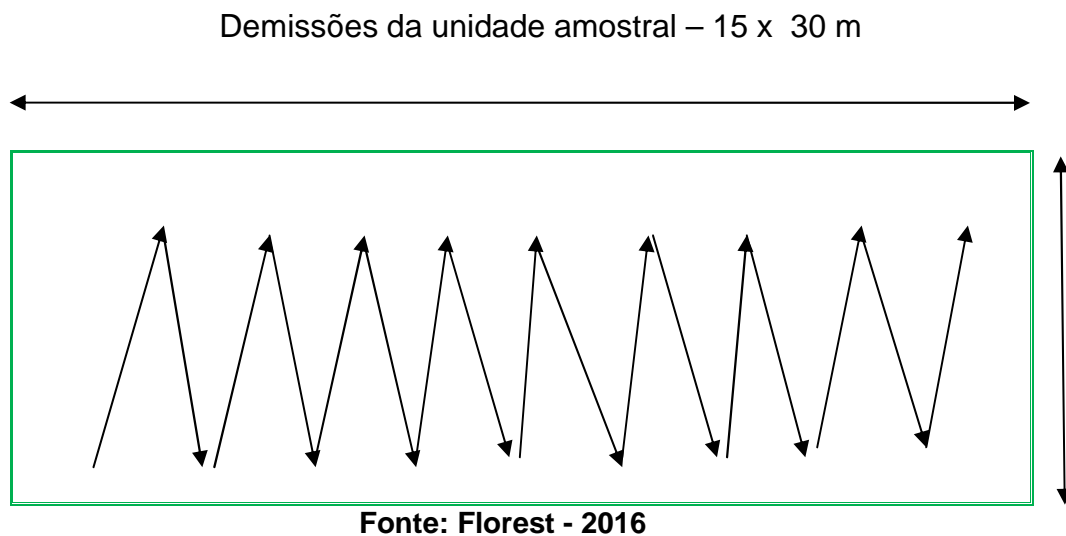 Demissões da unidade amostral – 15 x 30 m
Fonte: Florest - 2016